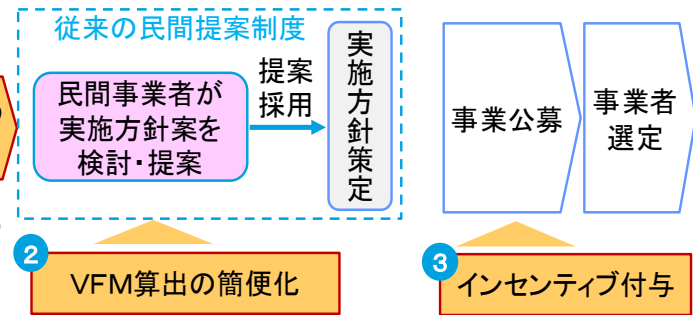 従来の民間提案制度
民間事業者が
実施方針案を
検討・提案
提案
採用
実施方針策定
事業公募
事業者
選定
2
VFM算出の簡便化
3
インセンティブ付与